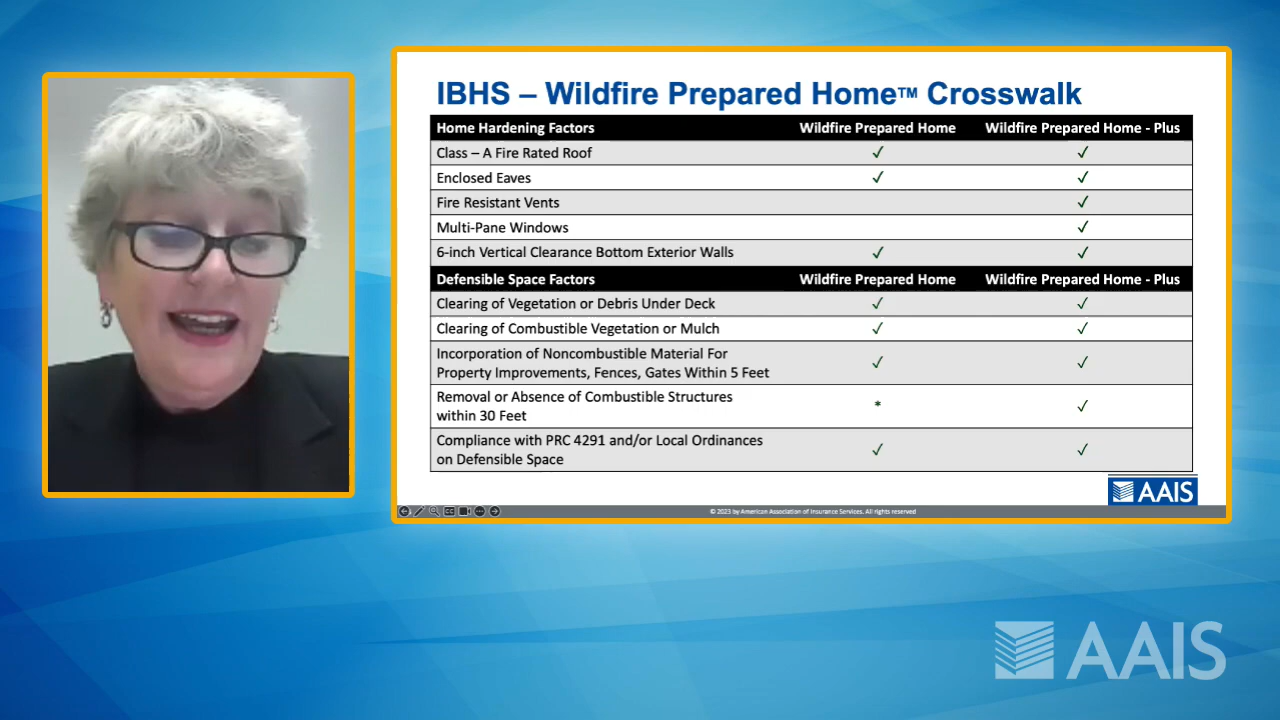 IBHS – Wildfire Prepared Home™ Crosswalk
Home Hardening Factors Wildfire Prepared Home Wildfire Prepared Home - Plus
Class – A Fire Rated Roof ✓ ✓
Enclosed Eaves ✓ ✓
Fire Resistant Vents ✓
Multi-Pane Windows ✓
6-inch Vertical Clearance Bottom Exterior Walls ✓ ✓
Defensible Space Factors Wildfire Prepared Home Wildfire Prepared Home - Plus
Clearing of Vegetation or Debris Under Deck ✓ ✓
Clearing of Combustible Vegetation or Mulch ✓ ✓
Incorporation of Noncombustible Material For
Property Improvements, Fences, Gates Within 5 Feet ✓ ✓
Removal or Absence of Combustible Structures
within 30 Feet * ✓
Compliance with PRC 4291 and/or Local Ordinances
on Defensible Space ✓ ✓
AAIS
© 2023 by American Association of Insurance Services. All rights reserved
AAIS